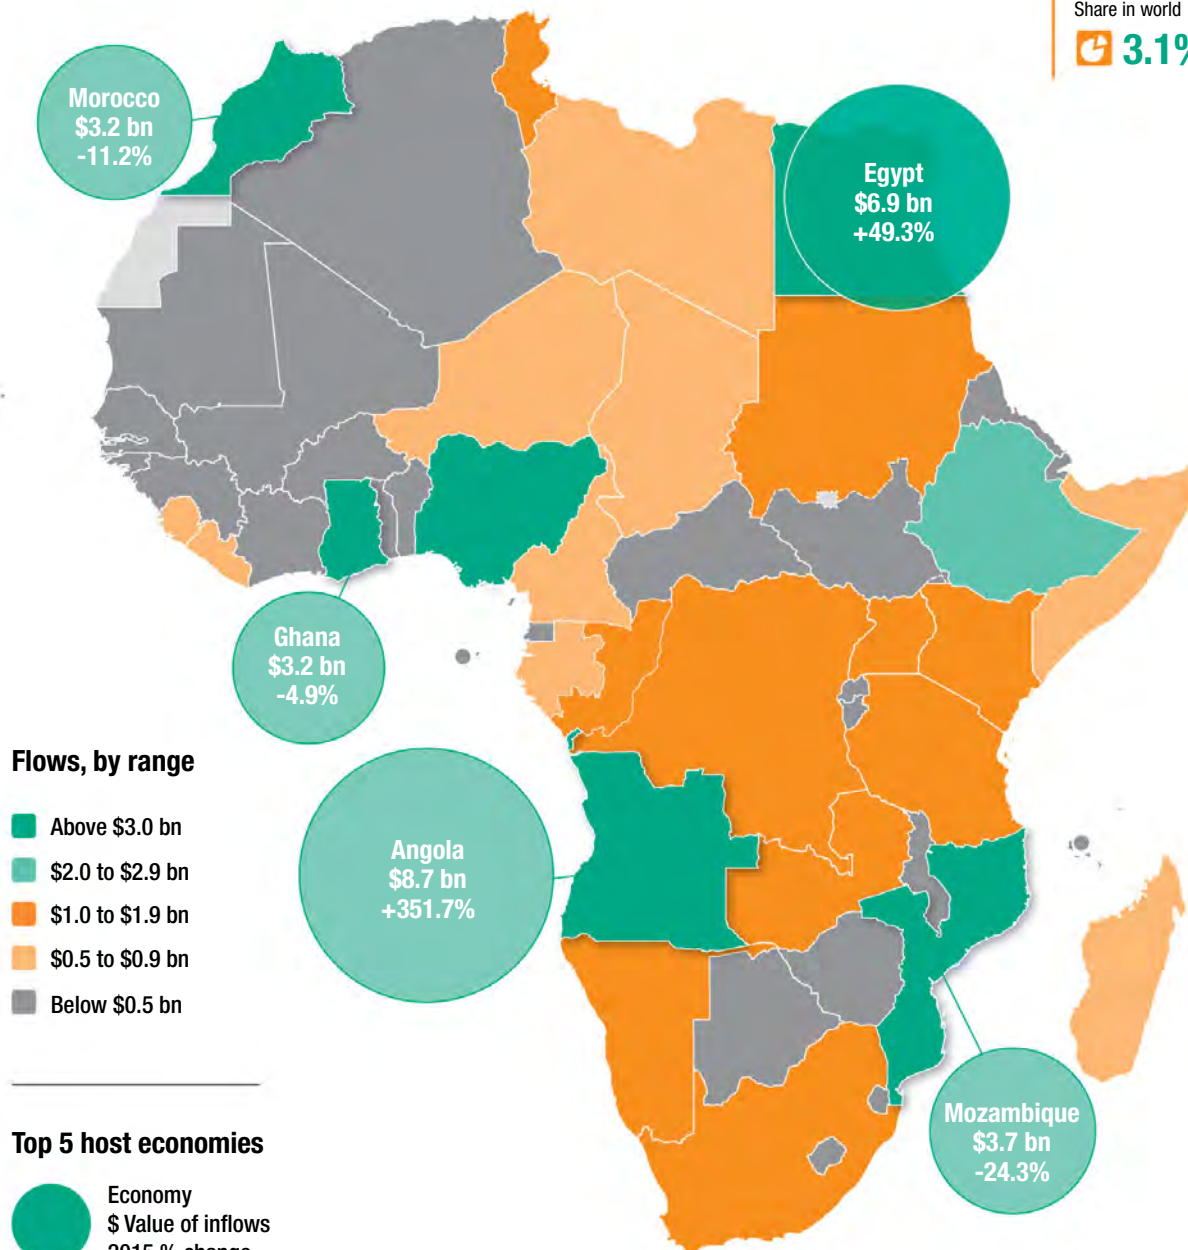 Share in world
3.1%
Morocco
$3.2 bn
-11.2%
Egypt
$6.9 bn
+49.3%
Ghana
$3.2 bn
-4.9%
Angola
$8.7 bn
+351.7%
Mozambique
$3.7 bn
-24.3%
Flows, by range
Above $3.0 bn
$2.0 to $2.9 bn
$1.0 to $1.9 bn
$0.5 to $0.9 bn
Below $0.5 bn
Top 5 host economies
Economy
$ Value of inflows
2015 % change